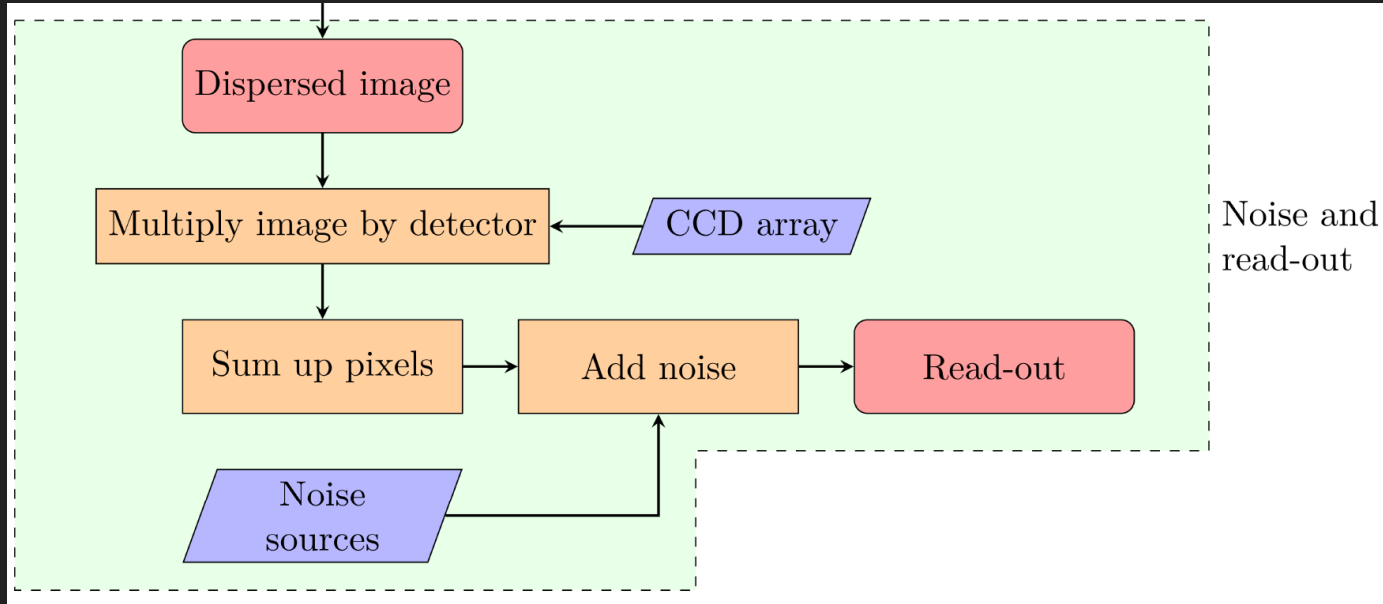 Dispersed image
Multiply image by detector
CCD array
Noise and
read-out
Sum up pixels
Add noise
Read-out
Noise
sources